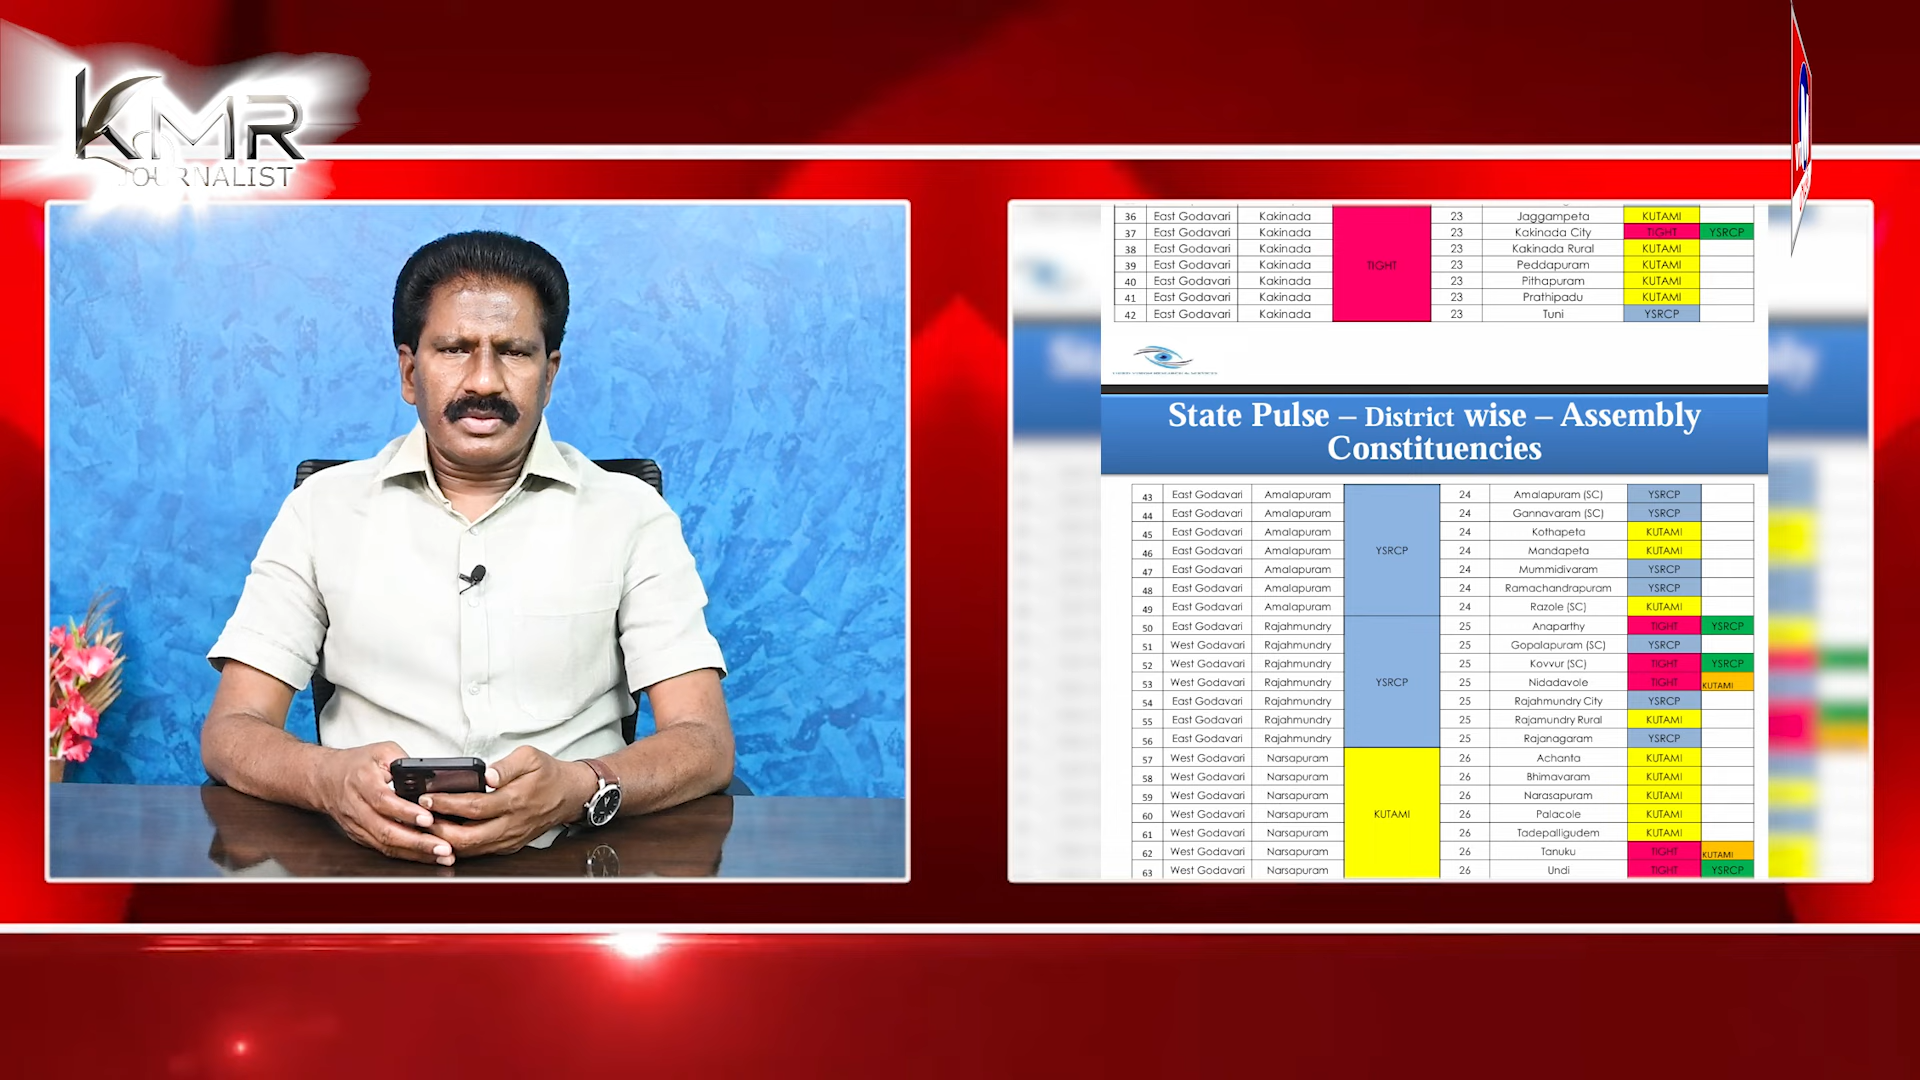 KMR
JOURNALIST
36 East Godavari Kakinada 23 Jaggampeta KUTAMI
37 East Godavari Kakinada 23 Kakinada City TIGHT YSRCP
38 East Godavari Kakinada 23 Kakinada Rural KUTAMI
39 East Godavari Kakinada TIGHT 23 Peddapuram KUTAMI
40 East Godavari Kakinada 23 Pithapuram KUTAMI
41 East Godavari Kakinada 23 Prathipadu KUTAMI
42 East Godavari Kakinada 23 Tuni YSRCP
State Pulse – District wise – Assembly
Constituencies
43 East Godavari Amalapuram 24 Amalapuram (SC) YSRCP
44 East Godavari Amalapuram 24 Gannavaram (SC) YSRCP
45 East Godavari Amalapuram 24 Kothapeta KUTAMI
46 East Godavari Amalapuram YSRCP 24 Mandapeta KUTAMI
47 East Godavari Amalapuram 24 Mummidivaram YSRCP
48 East Godavari Amalapuram 24 Ramachandrapuram YSRCP
49 East Godavari Amalapuram 24 Razole (SC) KUTAMI
50 East Godavari Rajahmundry 25 Anaparthy TIGHT YSRCP
51 West Godavari Rajahmundry 25 Gopalapuram (SC) YSRCP
52 West Godavari Rajahmundry 25 Kovvur (SC) TIGHT YSRCP
53 West Godavari Rajahmundry YSRCP 25 Nidadavole TIGHT KUTAMI
54 East Godavari Rajahmundry 25 Rajahmundry City YSRCP
55 East Godavari Rajahmundry 25 Rajamundry Rural KUTAMI
56 East Godavari Rajahmundry 25 Rajanagaram YSRCP
57 West Godavari Narsapuram 26 Achanta KUTAMI
58 West Godavari Narsapuram 26 Bhimavaram KUTAMI
59 West Godavari Narsapuram 26 Narasapuram KUTAMI
60 West Godavari Narsapuram KUTAMI 26 Palacole KUTAMI
61 West Godavari Narsapuram 26 Tadepalligudem KUTAMI
62 West Godavari Narsapuram 26 Tanuku TIGHT KUTAMI
63 West Godavari Narsapuram 26 Undi TIGHT YSRCP